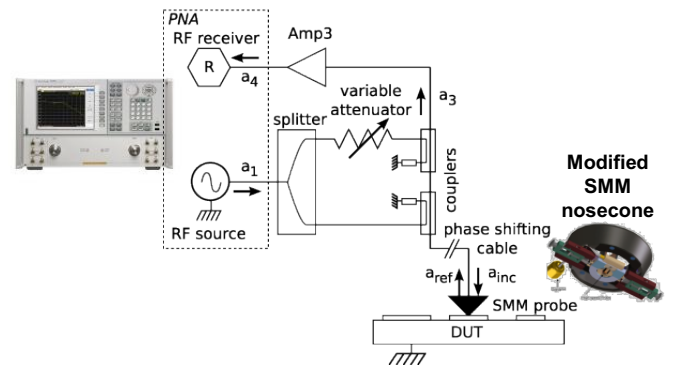 PNA
RF receiver
R
a4
Amp3
a3
variable
attenuator
splitter
a1
RF source
couplers
phase shifting
cable
aref
ainc
SMM probe
DUT
Modified
SMM
nosecone